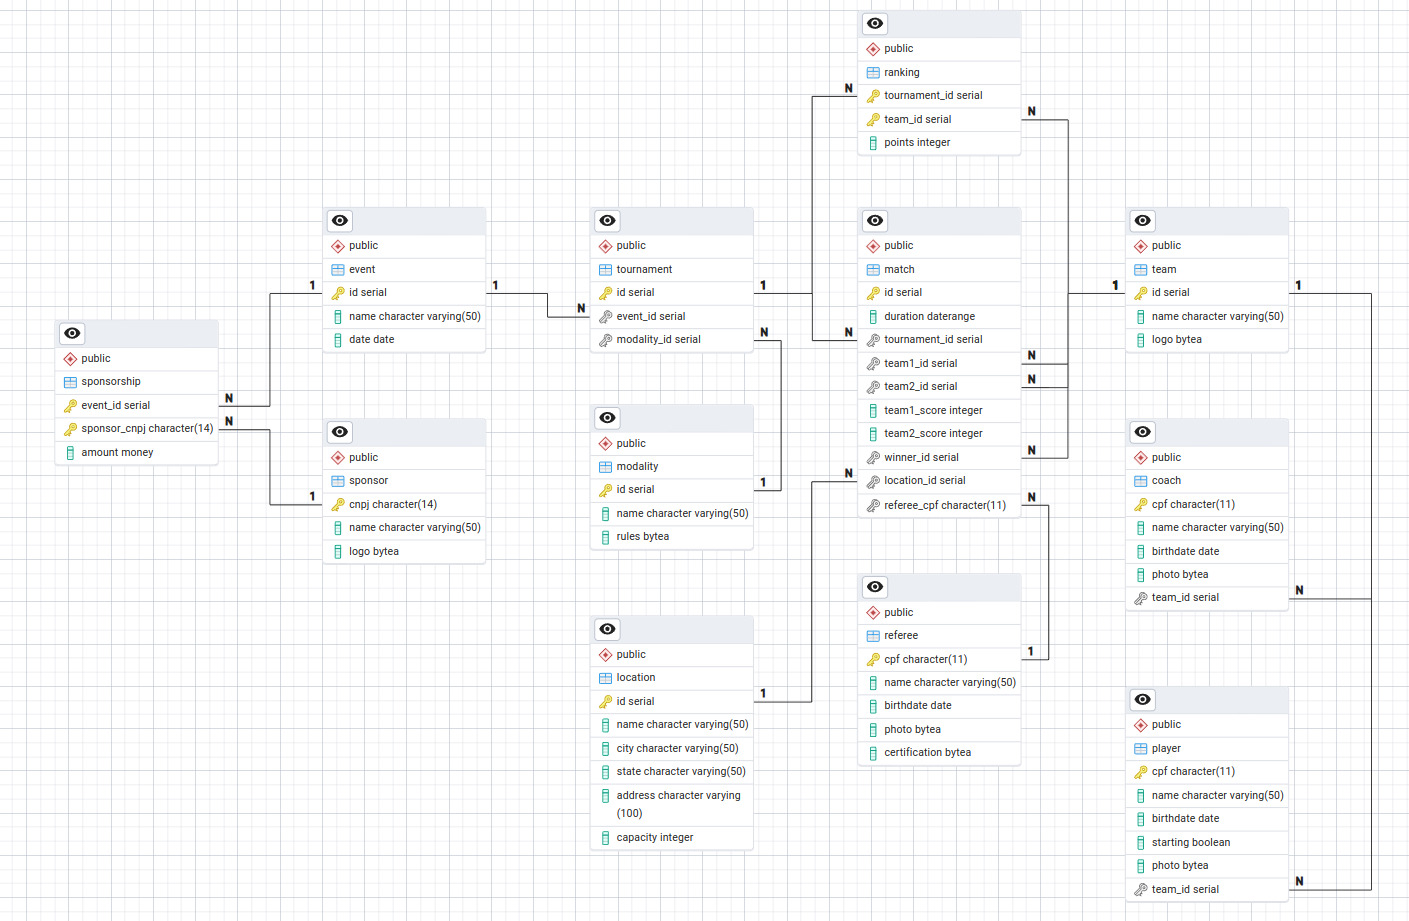 public
ranking
tournament_id serial
team_id serial
points integer
N
N
public
event
id serial
name character varying(50)
date date
1
1
public
tournament
id serial
event_id serial
modality_id serial
N
1
N
public
match
id serial
duration daterange
tournament_id serial
team1_id serial
team2_id serial
team1_score integer
team2_score integer
winner_id serial
location_id serial
referee_cpf character(11)
N
N
N
N
N
N
public
team
id serial
name character varying(50)
logo bytea
1
1
public
sponsorship
event_id serial
sponsor_cnpj character(14)
amount money
N
N
public
sponsor
cnpj character(14)
name character varying(50)
logo bytea
1
public
modality
id serial
name character varying(50)
rules bytea
1
public
coach
cpf character(11)
name character varying(50)
birthdate date
photo bytea
team_id serial
N
public
location
id serial
name character varying(50)
city character varying(50)
state character varying(50)
address character varying
(100)
capacity integer
1
public
referee
cpf character(11)
name character varying(50)
birthdate date
photo bytea
certification bytea
1
public
player
cpf character(11)
name character varying(50)
birthdate date
starting boolean
photo bytea
team_id serial
N